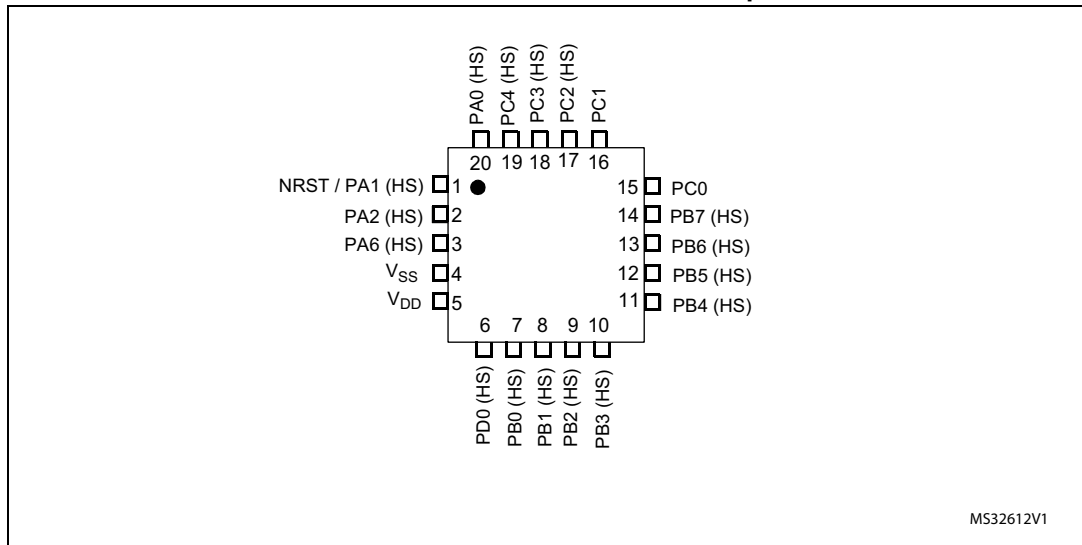 PA0 (HS)
PC4 (HS)
PC3 (HS)
PC2 (HS)
PC1
20 19 18 17 16
NRST / PA1 (HS) 1
PA2 (HS) 2
PA6 (HS) 3
VSS 4
VDD 5
15 PC0
14 PB7 (HS)
13 PB6 (HS)
12 PB5 (HS)
11 PB4 (HS)
6 7 8 9 10
PD0 (HS)
PB0 (HS)
PB1 (HS)
PB2 (HS)
PB3 (HS)
MS32612V1